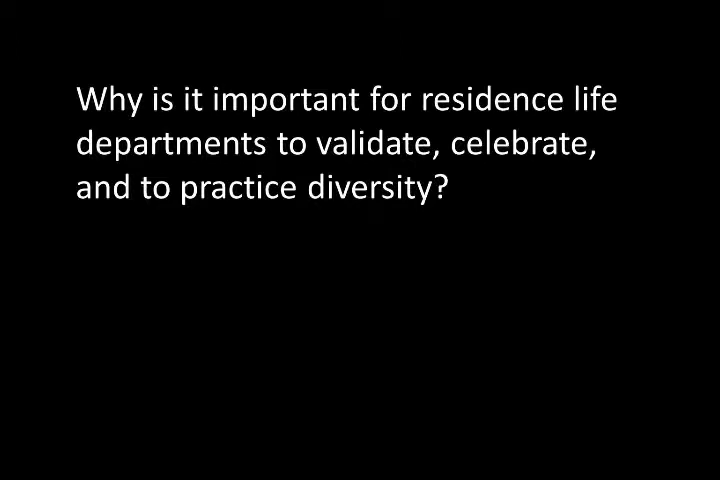 Why is it important for residence life
departments to validate, celebrate,
and to practice diversity?